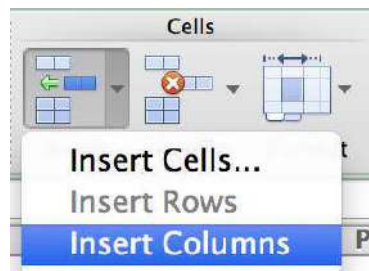 Cells
Insert Cells...
Insert Rows
Insert Columns
t
P